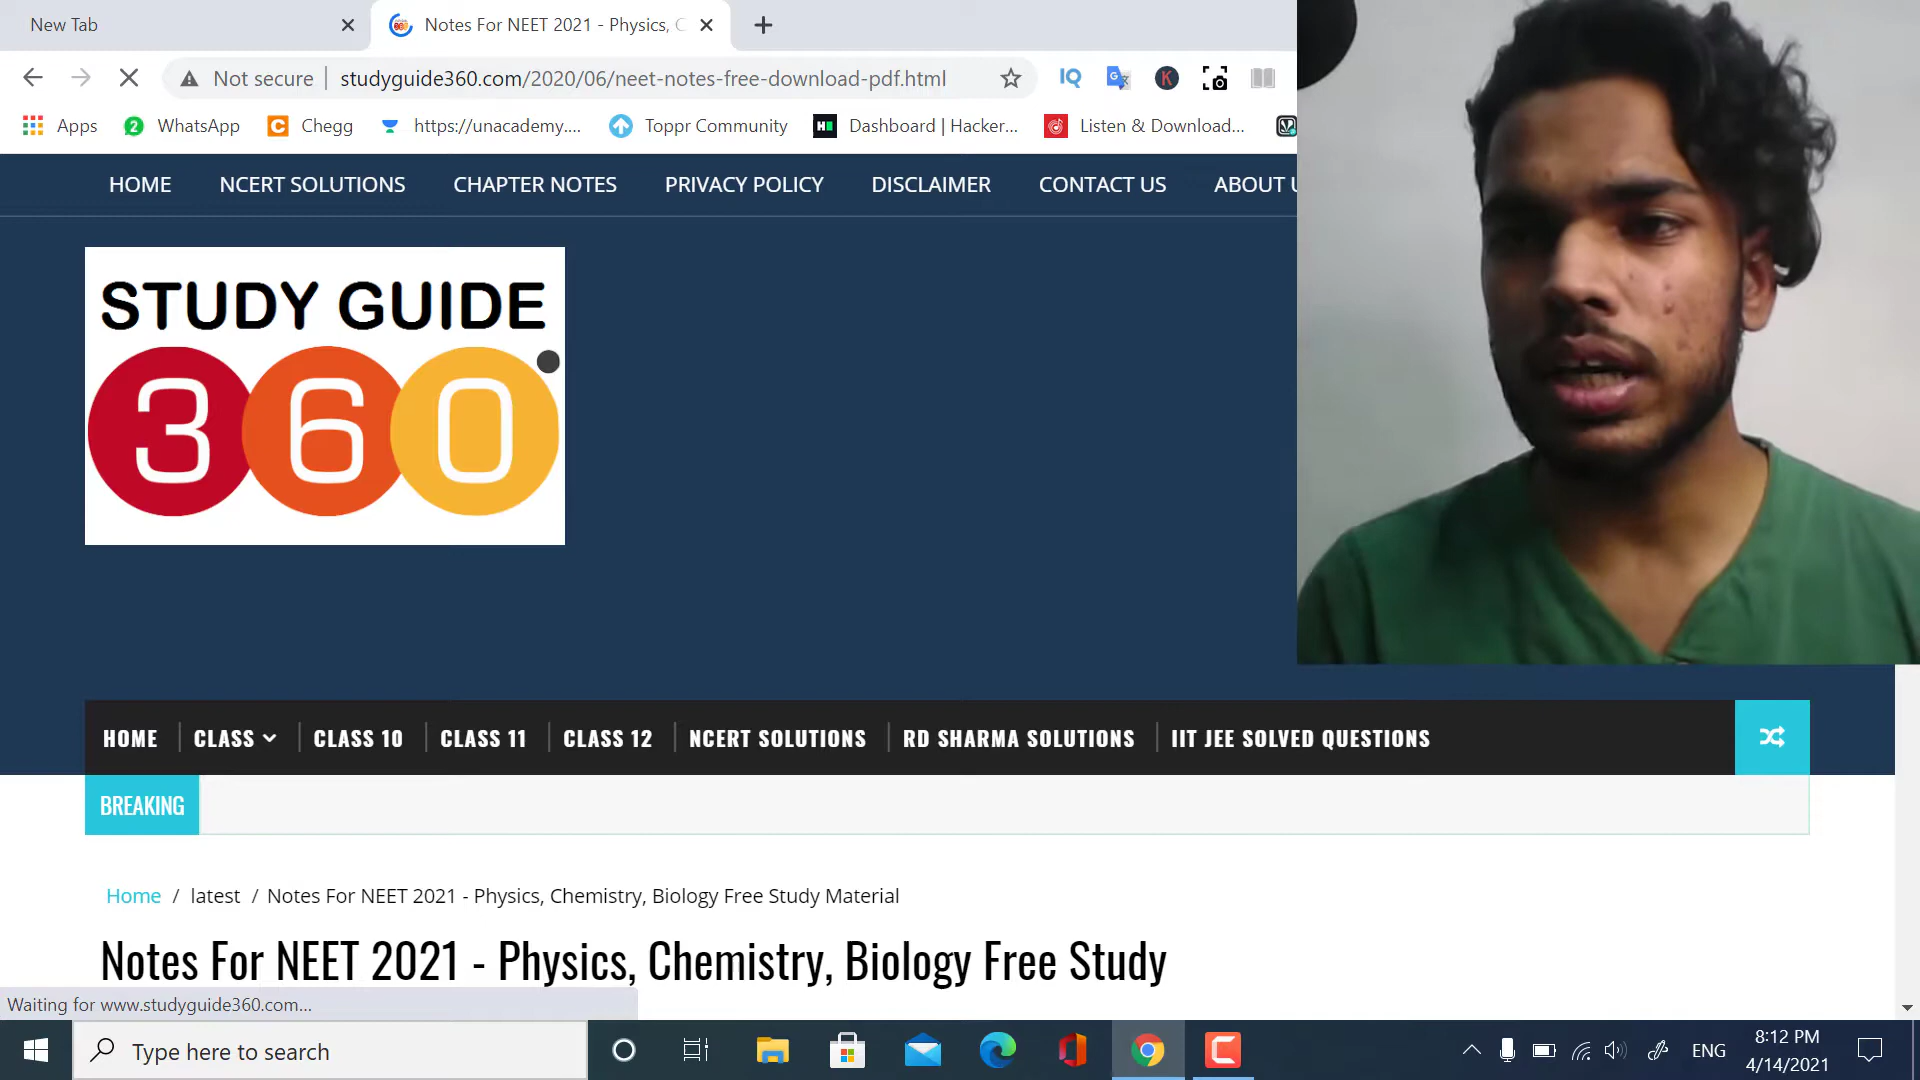 New Tab
Notes For NEET 2021 - Physics, C
Not secure
studyguide360.com/2020/06/neet-notes-free-download-pdf.html
IQ
G
K
Apps
2
WhatsApp
C
Chegg
https://unacademy....
Toppr Community
H
Dashboard | Hacker...
Listen & Download...
HOME
NCERT SOLUTIONS
CHAPTER NOTES
PRIVACY POLICY
DISCLAIMER
CONTACT US
ABOUT U
STUDY GUIDE
360
HOME
CLASS
CLASS 10
CLASS 11
CLASS 12
NCERT SOLUTIONS
RD SHARMA SOLUTIONS
IIT JEE SOLVED QUESTIONS
BREAKING
Home / latest / Notes For NEET 2021 - Physics, Chemistry, Biology Free Study Material
Notes For NEET 2021 - Physics, Chemistry, Biology Free Study
Waiting for www.studyguide360.com...
Type here to search
ENG
8:12 PM
4/14/2021